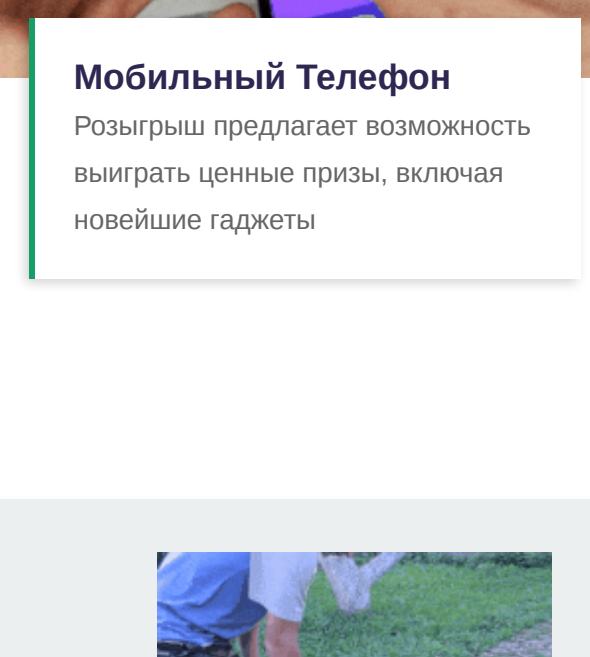 Мобильный Телефон
Розыгрыш предлагает возможность
выиграть ценные призы, включая
новейшие гаджеты